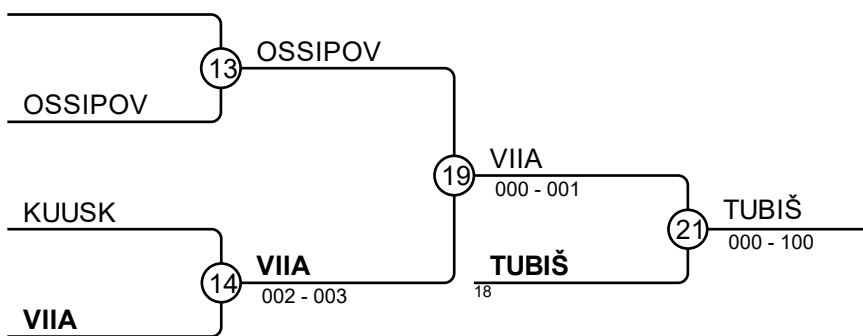 OSSIPOV
13
OSSIPOV
VIIA
19
000 - 001
TUBIŠ
21
000 - 100
KUUSK
14
VIIA
002 - 003
TUBIŠ
18
VIIA